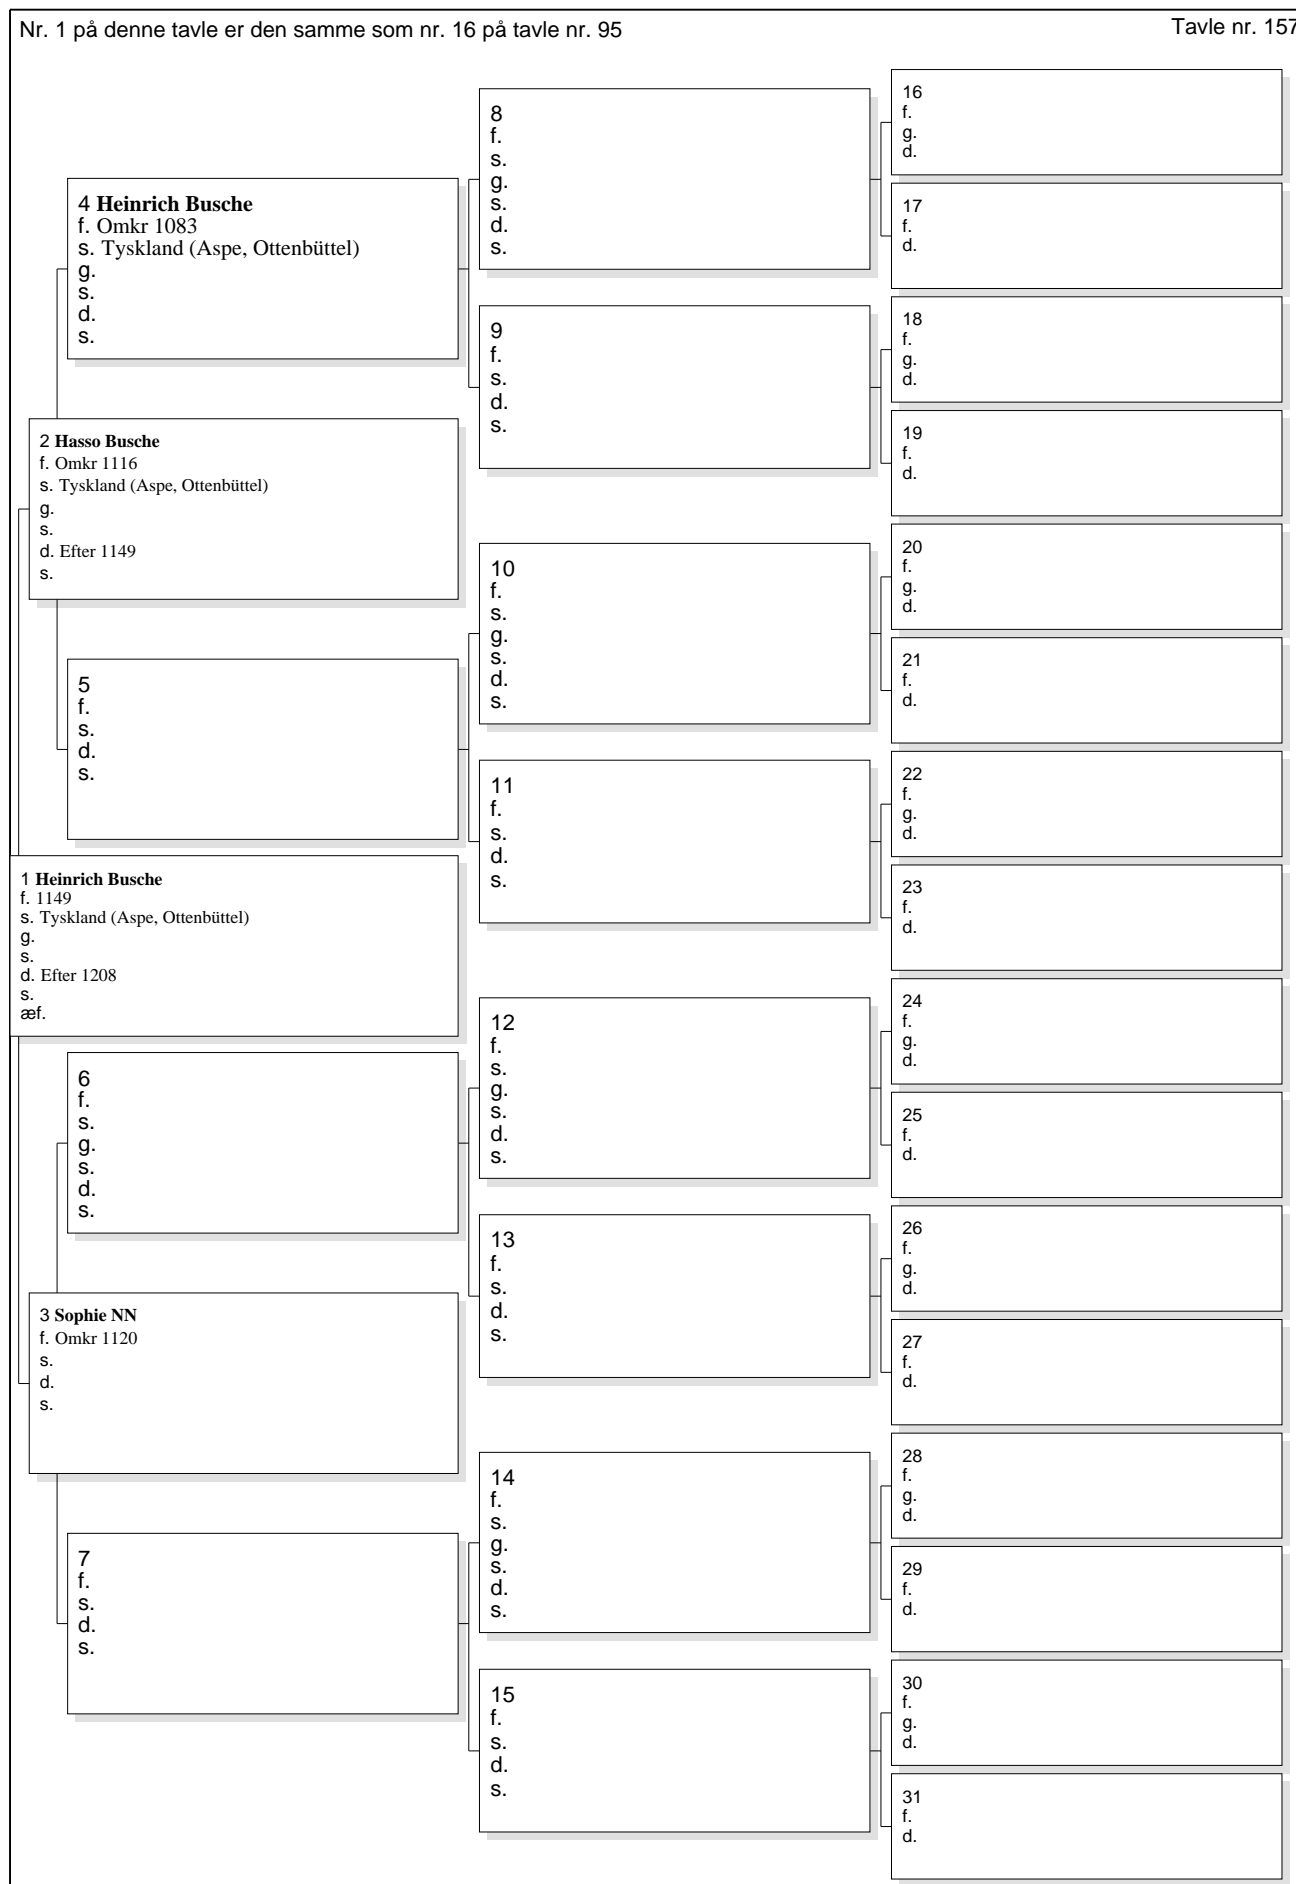 Nr. 1 på denne tavle er den samme som nr. 16 på tavle nr. 95
Tavle nr. 157
4 Heinrich Busche
f. Omkr 1083
s. Tyskland (Aspe, Ottenbüttel)
g.
s.
d.
s.
2 Hasso Busche
f. Omkr 1116
s. Tyskland (Aspe, Ottenbüttel)
g.
s.
d. Efter 1149
s.
5
f.
s.
d.
s.
1 Heinrich Busche
f. 1149
s. Tyskland (Aspe, Ottenbüttel)
g.
s.
d. Efter 1208
s.
æf.
6
f.
s.
g.
s.
d.
s.
3 Sophie NN
f. Omkr 1120
s.
d.
s.
7
f.
s.
d.
s.
8
f.
s.
g.
s.
d.
s.
9
f.
s.
d.
s.
10
f.
s.
g.
s.
d.
s.
11
f.
s.
d.
s.
12
f.
s.
g.
s.
d.
s.
13
f.
s.
d.
s.
14
f.
s.
g.
s.
d.
s.
15
f.
s.
d.
s.
16
f.
g.
d.
17
f.
d.
18
f.
g.
d.
19
f.
d.
20
f.
g.
d.
21
f.
d.
22
f.
g.
d.
23
f.
d.
24
f.
g.
d.
25
f.
d.
26
f.
g.
d.
27
f.
d.
28
f.
g.
d.
29
f.
d.
30
f.
g.
d.
31
f.
d.